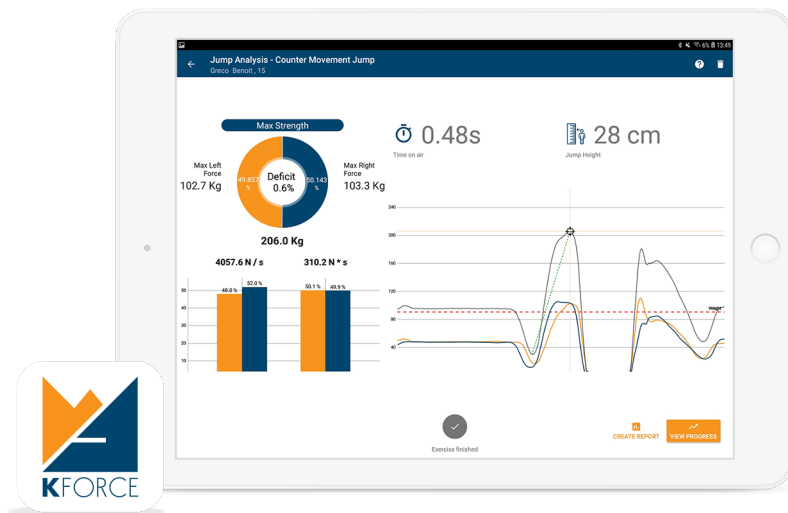 6% 13:49
Jump Analysis - Counter Movement Jump
Greco Benoit , 15
Max Strength
0.48s
Time on air
28 cm
Jump Height
Max Left
Force
102.7 Kg
49.857
%
Deficit
0.6%
50.143
%
Max Right
Force
103.3 Kg
206.0 Kg
4057.6 N / s
310.2 N * s
48.0 %
52.0 %
50.1 %
49.9 %
50
40
30
20
10
240
200
160
120
80
40
Weight
Exercise finished
CREATE REPORT
VIEW PROGRESS
KFORCE